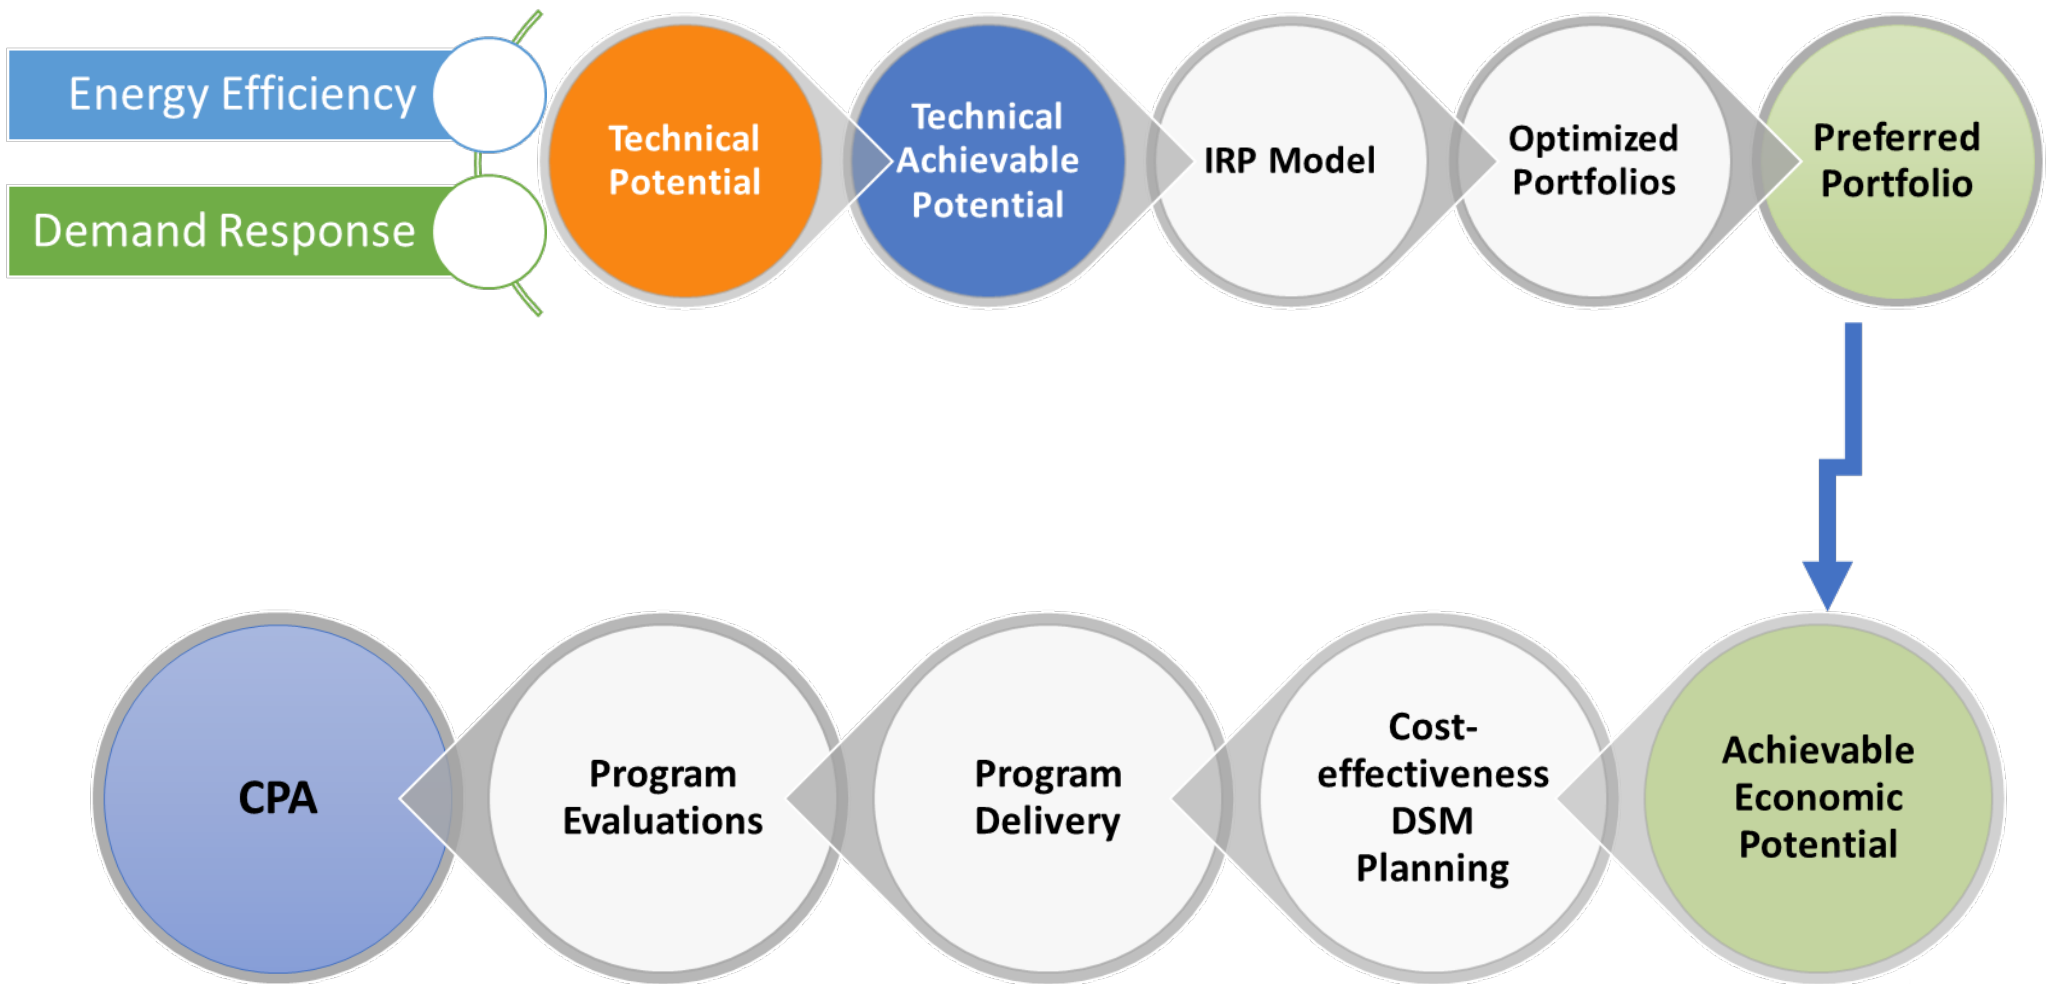 Energy Efficiency
Demand Response
Technical
Potential
Technical
Achievable
Potential
IRP Model
Optimized
Portfolios
Preferred
Portfolio
CPA
Program
Evaluations
Program
Delivery
Cost-
effectiveness
DSM
Planning
Achievable
Economic
Potential